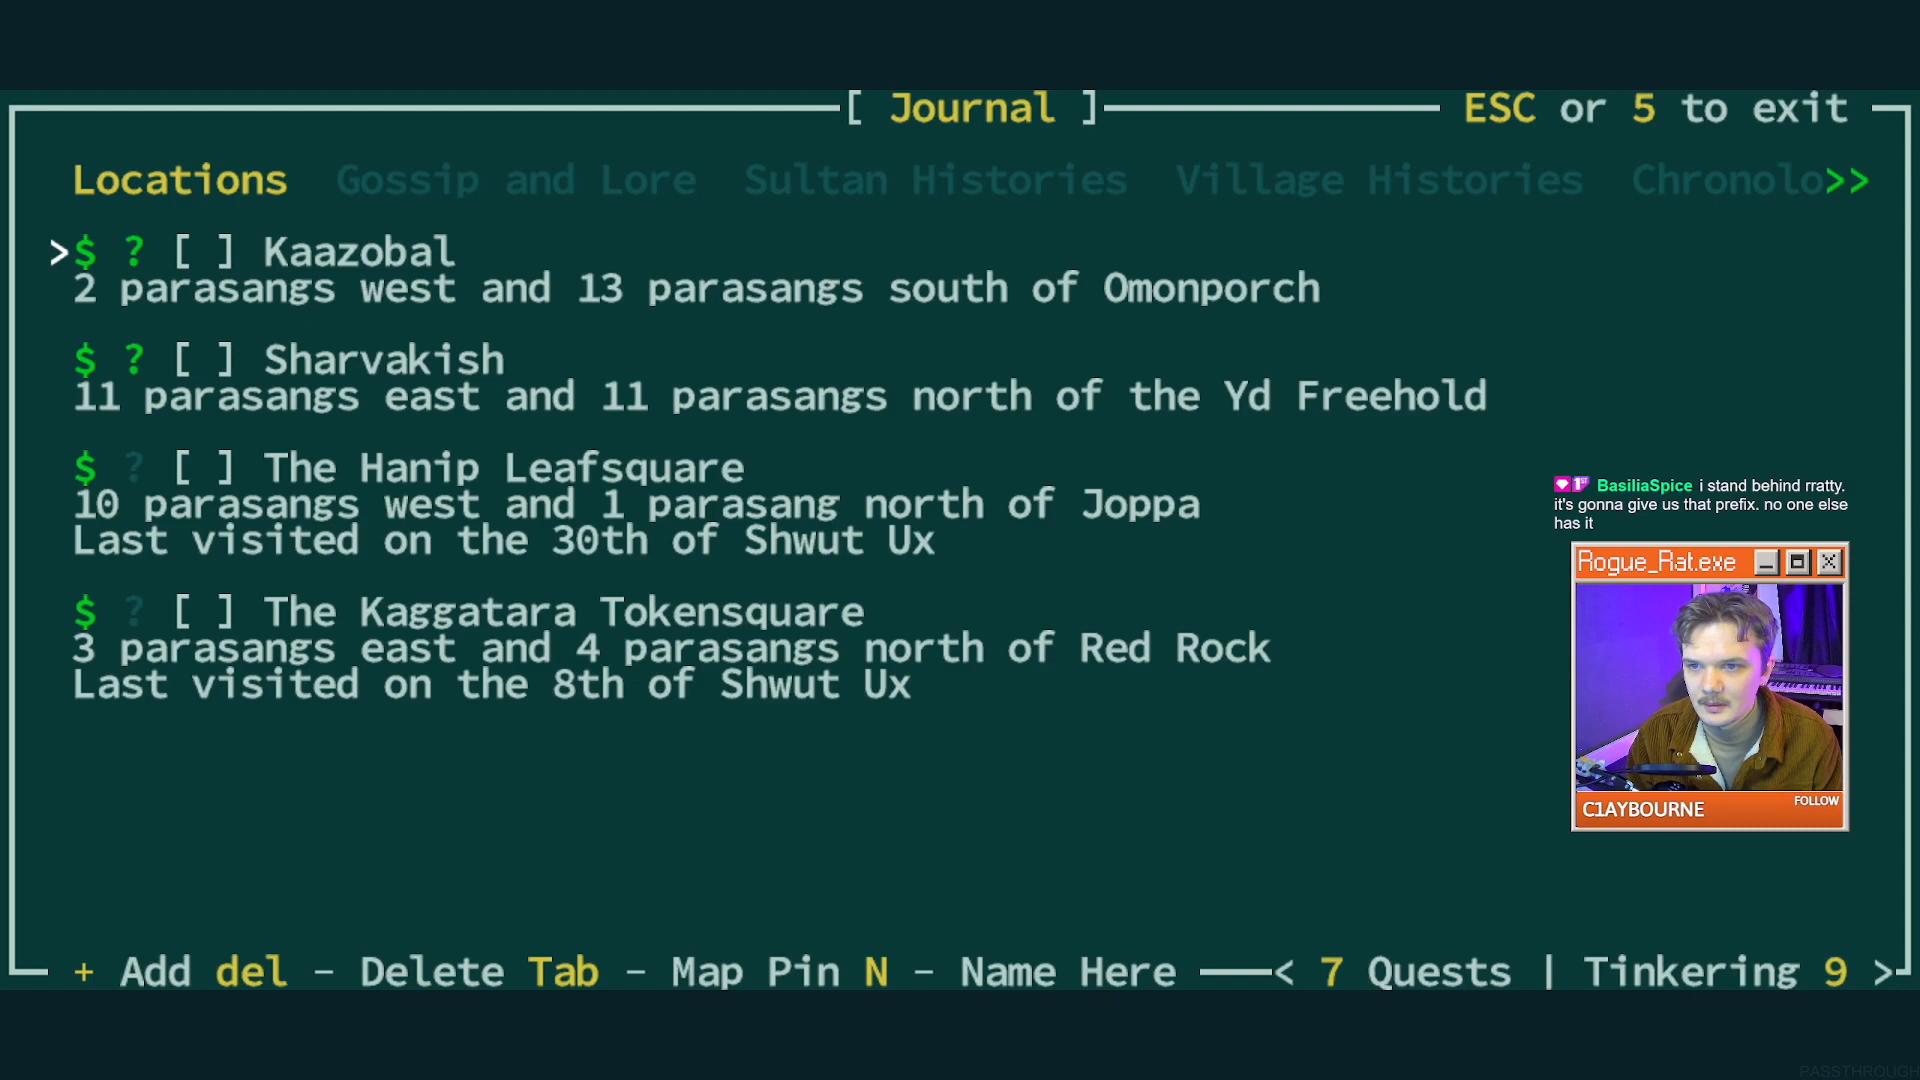 [ Journal ]
ESC or 5 to exit
Locations Gossip and Lore Sultan Histories Village Histories Chronolo>>
>$ ? [ ] Kaazobal
2 parasangs west and 13 parasangs south of Omonporch
$ ? [ ] Sharvakish
11 parasangs east and 11 parasangs north of the Yd Freehold
$ ? [ ] The Hanip Leafsquare
10 parasangs west and 1 parasang north of Joppa
Last visited on the 30th of Shwut Ux
$ ? [ ] The Kaggatara Tokensquare
3 parasangs east and 4 parasangs north of Red Rock
Last visited on the 8th of Shwut Ux
BasiliaSpice i stand behind rratty.
it's gonna give us that prefix. no one else
has it
Rogue_Rat.exe
C1AYBOURNE
FOLLOW
+ Add del - Delete Tab - Map Pin N - Name Here < 7 Quests | Tinkering 9 >
PASSTHROUGH